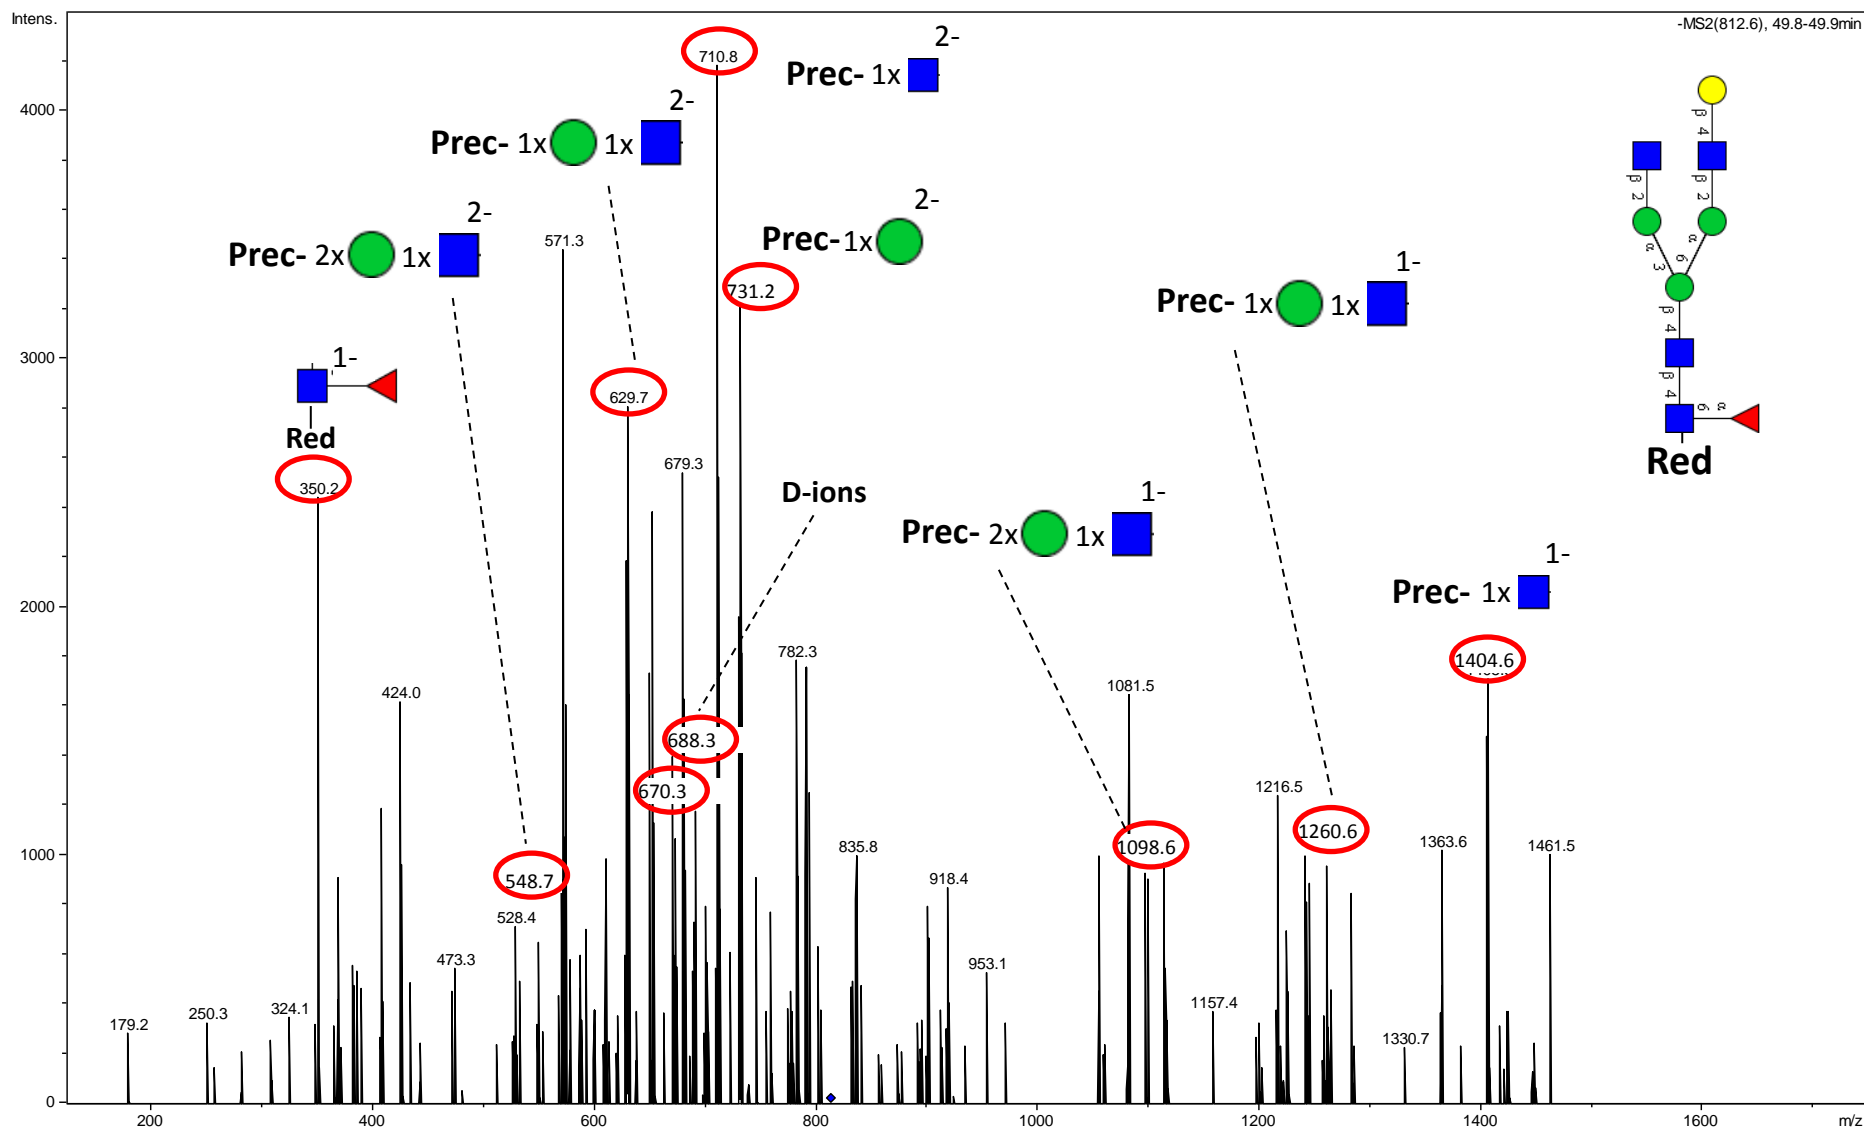 Intens.
-MS2(812.6), 49.8-49.9min
4000
3000
2000
1000
0
200
400
600
800
1000
1200
1400
1600
m/z
710.8
Prec- 1x 2-
Prec- 1x 1x 2-
Prec- 2x 1x 2-
571.3
Prec-1x 2-
731.2
Prec- 1x 1x 1-
1-
Red
350.2
629.7
679.3
D-ions
Prec- 2x 1x 1-
Prec- 1x 1-
424.0
782.3
688.3
670.3
1404.6
1081.5
1216.5
548.7
835.8
918.4
1098.6
1260.6
1363.6
1461.5
528.4
473.3
953.1
179.2
250.3
324.1
1157.4
1330.7
β 4
β 2
β 2
α 3
α 6
β 4
β 4
α 6
Red